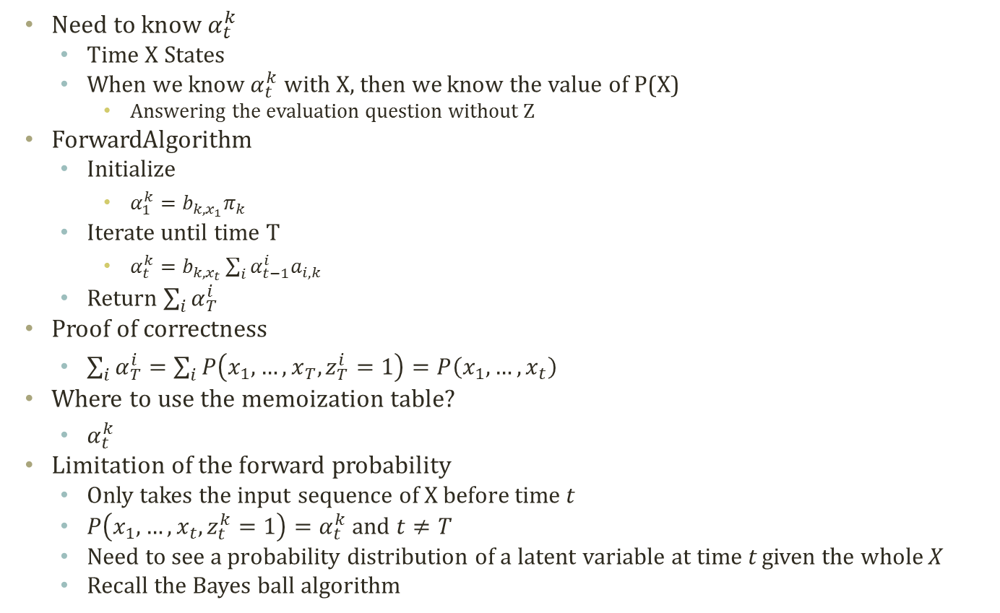 • Need to know $\alpha_t^k$
• Time X States
• When we know $\alpha_t^k$ with X, then we know the value of P(X)
• Answering the evaluation question without Z
• ForwardAlgorithm
• Initialize
• $\alpha_1^k = b_{k,x_1}\pi_k$
• Iterate until time T
• $\alpha_t^k = b_{k,x_t} \sum_i \alpha_{t-1}^i a_{i,k}$
• Return $\sum_i \alpha_T^i$
• Proof of correctness
• $\sum_i \alpha_T^i = \sum_i P(x_1, \dots, x_T, z_T^i = 1) = P(x_1, \dots, x_t)$
• Where to use the memoization table?
• $\alpha_t^k$
• Limitation of the forward probability
• Only takes the input sequence of X before time $t$
• $P(x_1, \dots, x_t, z_t^k = 1) = \alpha_t^k$ and $t \neq T$
• Need to see a probability distribution of a latent variable at time $t$ given the whole $X$
• Recall the Bayes ball algorithm